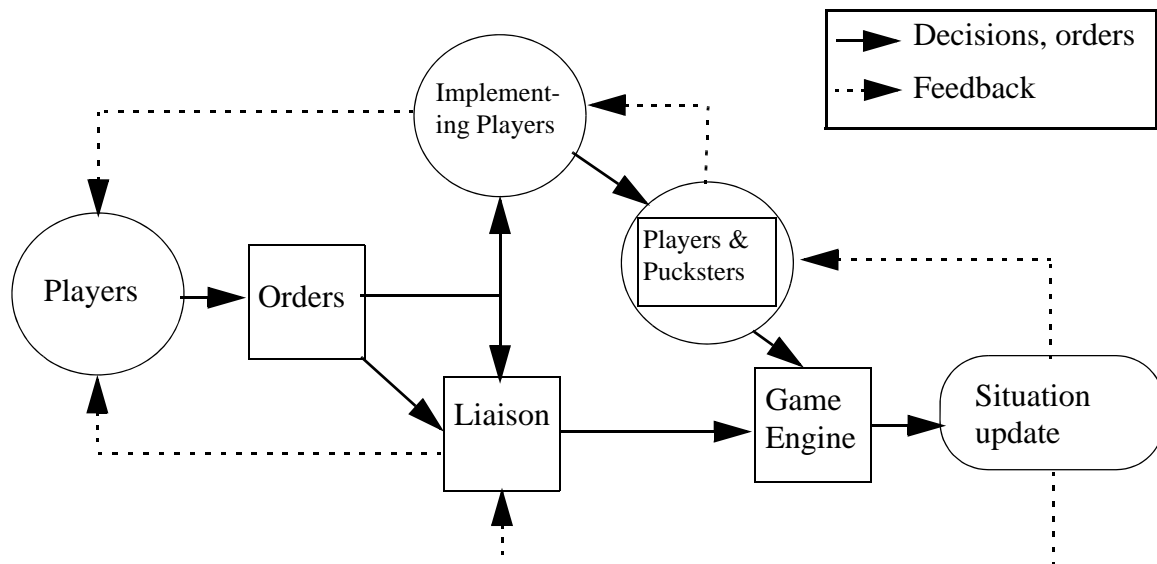 Decisions, orders
Feedback
Implement-
ing Players
Players &
Pucksters
Players
Orders
Liaison
Game
Engine
Situation
update